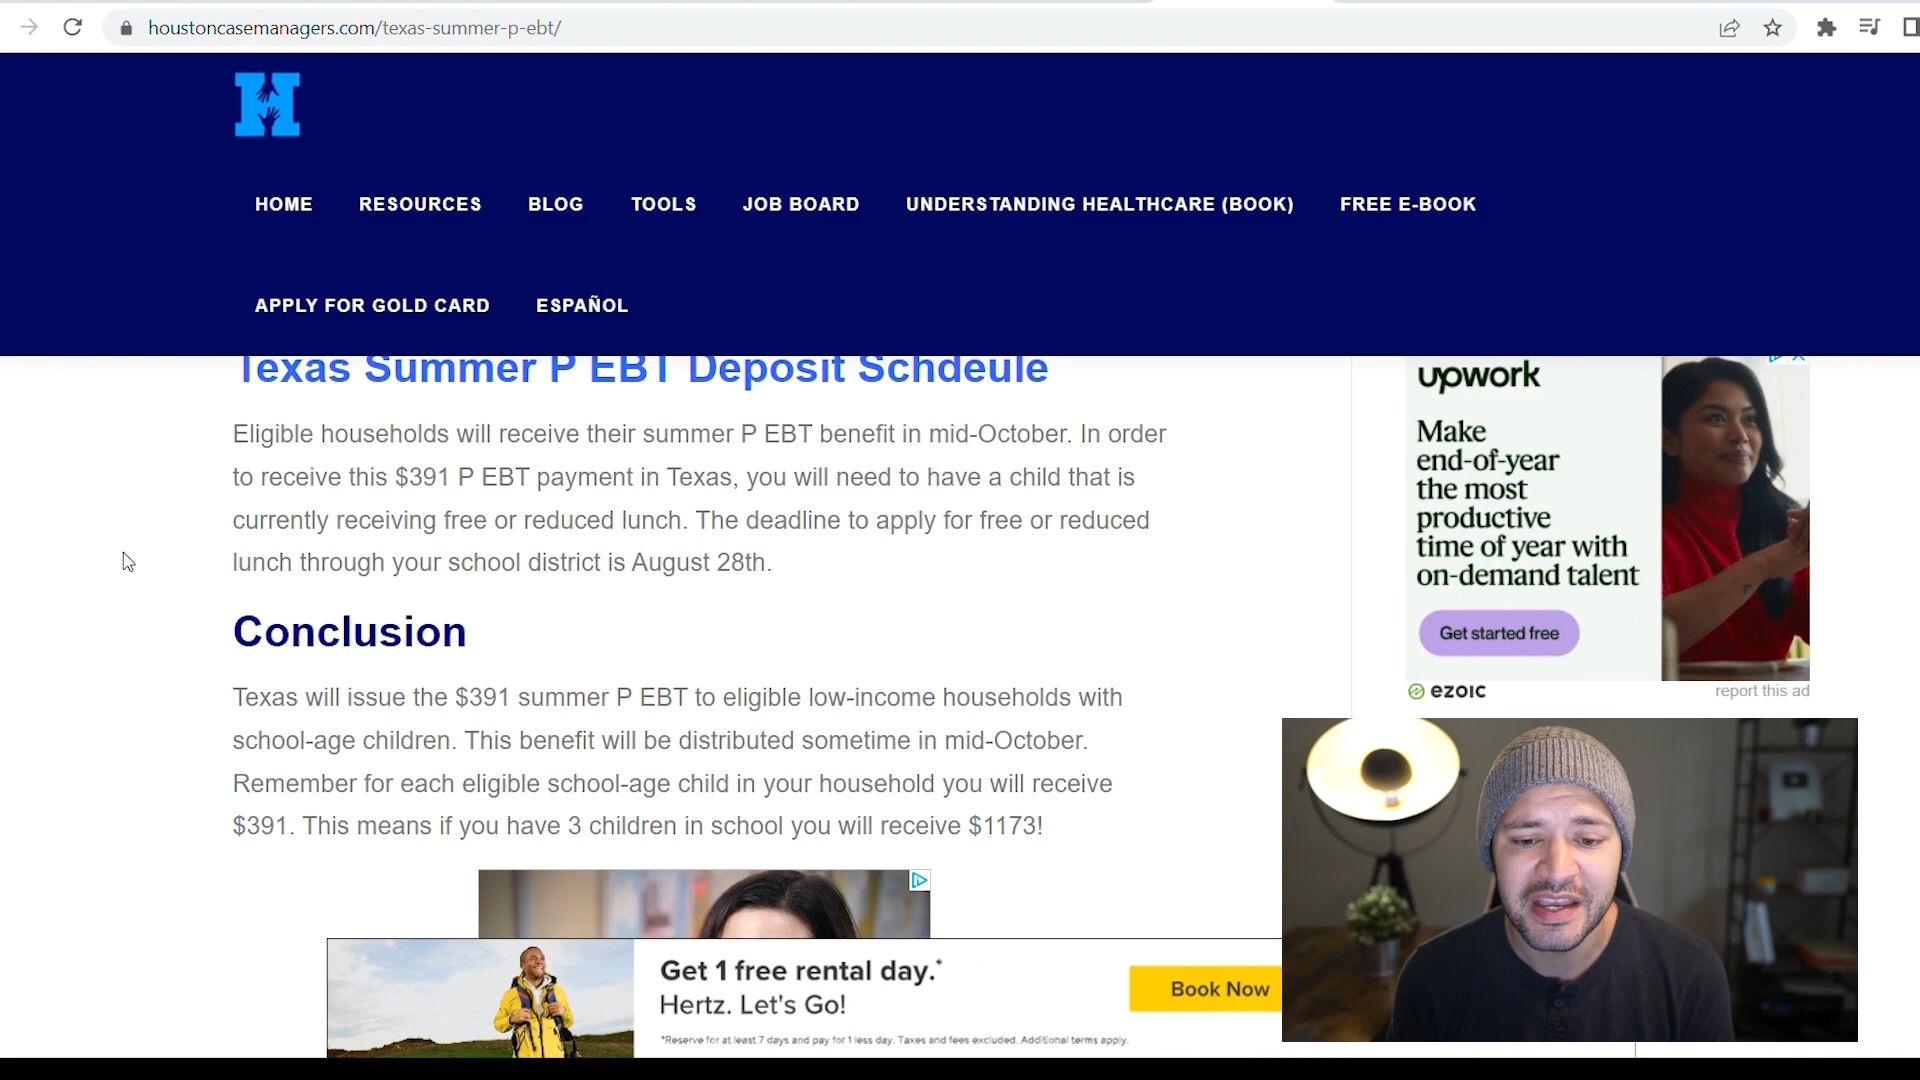 houstoncasemanagers.com/texas-summer-p-ebt/
H
HOME RESOURCES BLOG TOOLS JOB BOARD UNDERSTANDING HEALTHCARE (BOOK) FREE E-BOOK
APPLY FOR GOLD CARD ESPAÑOL
Texas Summer P EBT Deposit Schdeule
Eligible households will receive their summer P EBT benefit in mid-October. In order
to receive this $391 P EBT payment in Texas, you will need to have a child that is
currently receiving free or reduced lunch. The deadline to apply for free or reduced
lunch through your school district is August 28th.
Conclusion
Texas will issue the $391 summer P EBT to eligible low-income households with
school-age children. This benefit will be distributed sometime in mid-October.
Remember for each eligible school-age child in your household you will receive
$391. This means if you have 3 children in school you will receive $1173!
upwork
Make
end-of-year
the most
productive
time of year with
on-demand talent
Get started free
ezoic
report this ad
Get 1 free rental day.*
Hertz. Let's Go!
Book Now
*Reserve for at least 7 days and pay for 1 less day. Taxes and fees excluded. Additional terms apply.